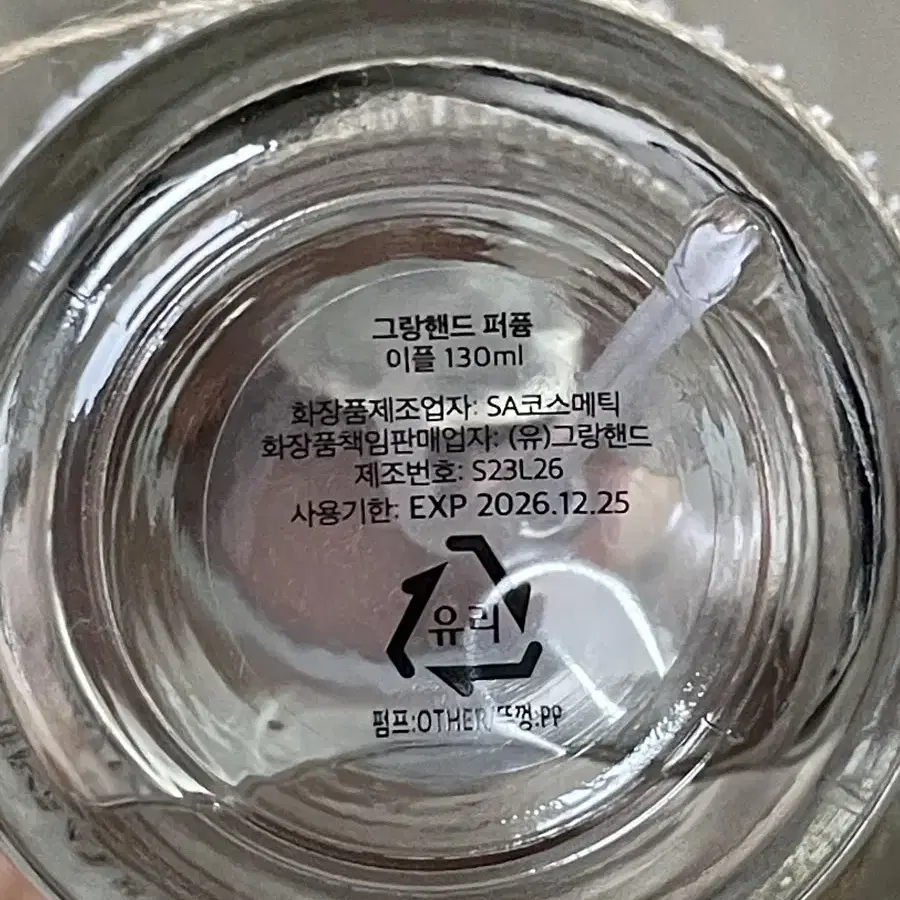 그랑핸드 퍼퓸
이플 130ml
화장품제조업자: SA코스메틱
화장품책임판매업자: (유)그랑핸드
제조번호: S23L26
사용기한: EXP 2026.12.25
유리
펌프:OTHER/뚜껑:PP